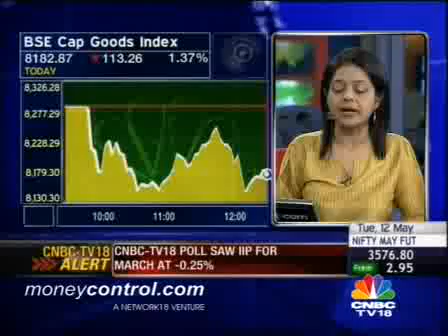 BSE Cap Goods Index
8182.87 113.26 1.37%
TODAY
8,326.28
8,277.29
8,228.29
8,179.30
8,130.30
10:00 11:00 12:00
Tue, 12 May
NIFTY MAY FUT
3576.80
2.95
CNBC-TV18
ALERT
CNBC-TV18 POLL SAW IIP FOR
MARCH AT -0.25%
moneycontrol.com
A NETWORK18 VENTURE
CNBC
TV18